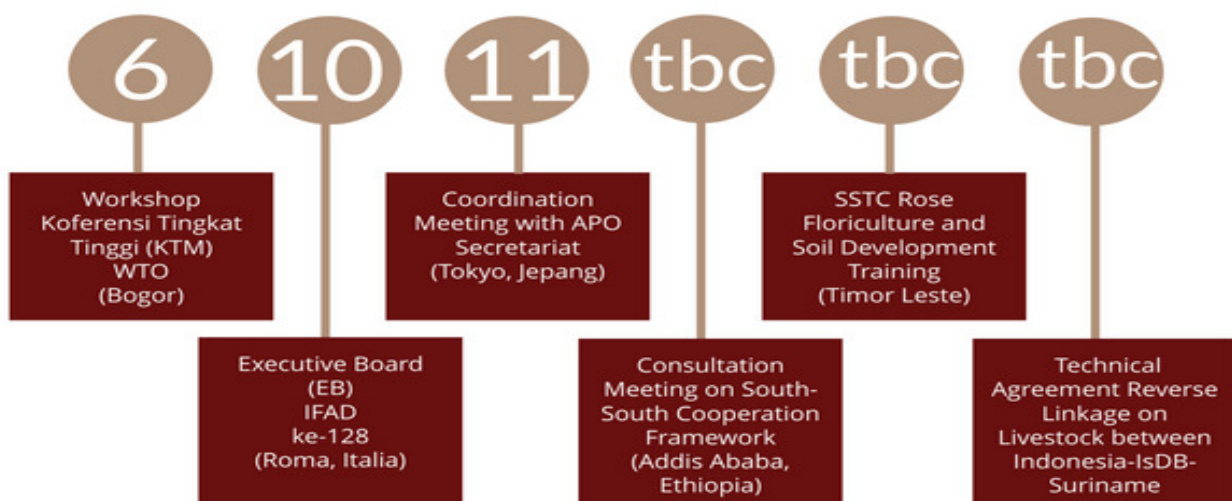 6
10
11
tbc
tbc
tbc
Workshop
Koferensi Tingkat
Tinggi (KTM)
WTO
(Bogor)
Executive Board
(EB)
IFAD
ke-128
(Roma, Italia)
Coordination
Meeting with APO
Secretariat
(Tokyo, Jepang)
Consultation
Meeting on South-
South Cooperation
Framework
(Addis Ababa,
Ethiopia)
SSTC Rose
Floriculture and
Soil Development
Training
(Timor Leste)
Technical
Agreement Reverse
Linkage on
Livestock between
Indonesia-IsDB-
Suriname